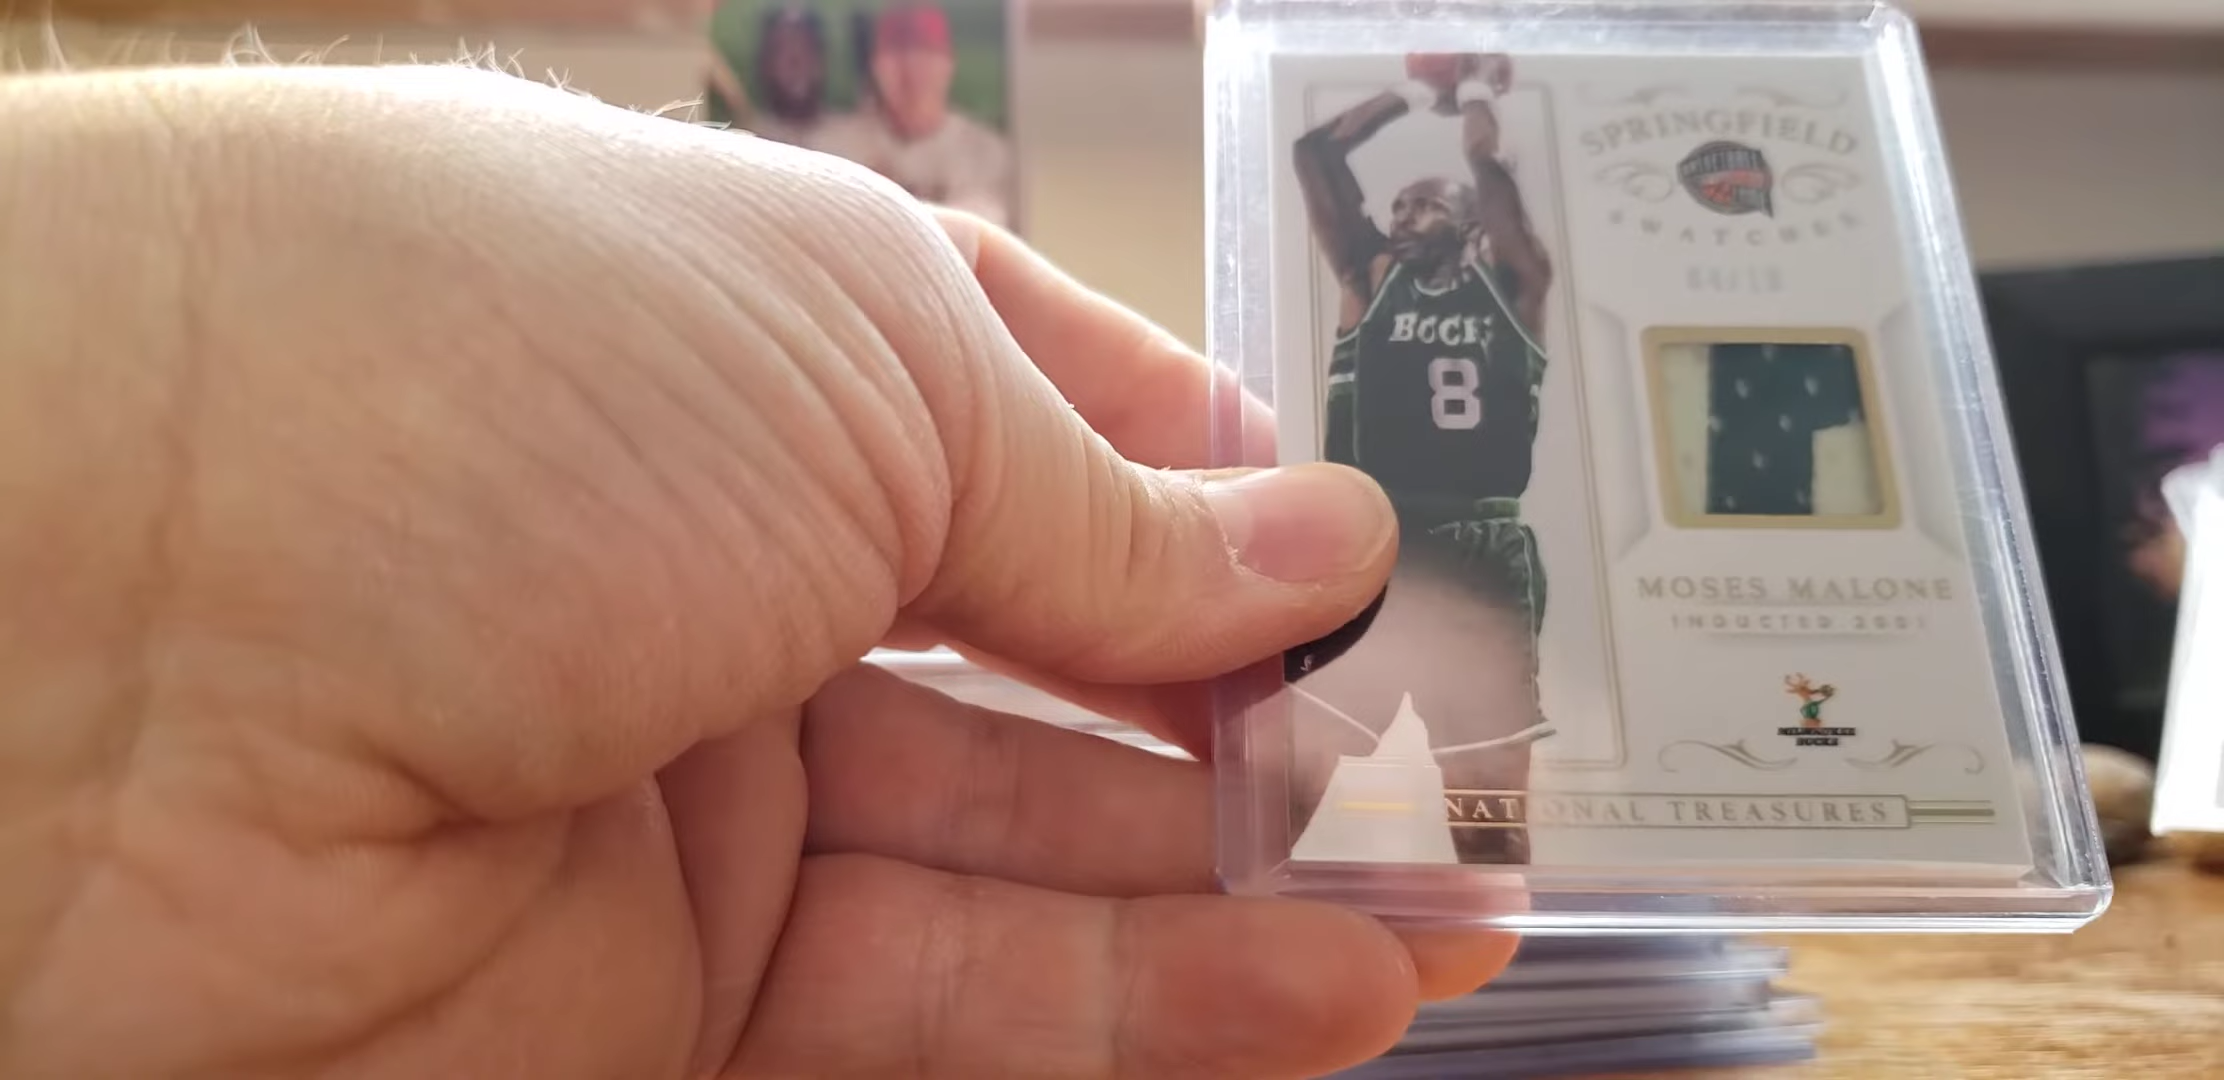 SPRINGFIELD
SWATCHES
BUCKS
8
MOSES MALONE
INDUCTED 2001
NATIONAL TREASURES